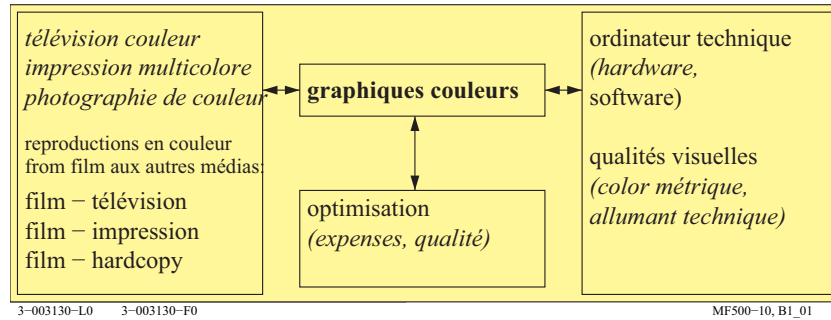 télévision couleur
impression multicolore
photographie de couleur
reproductions en couleur
from film aux autres médias:
film − télévision
film − impression
film − hardcopy
graphiques couleurs
optimisation
(expenses, qualité)
ordinateur technique
(hardware,
software)
qualités visuelles
(color métrique,
allumant technique)
3−003130−L0 3−003130−F0
MF500−10, B1_01